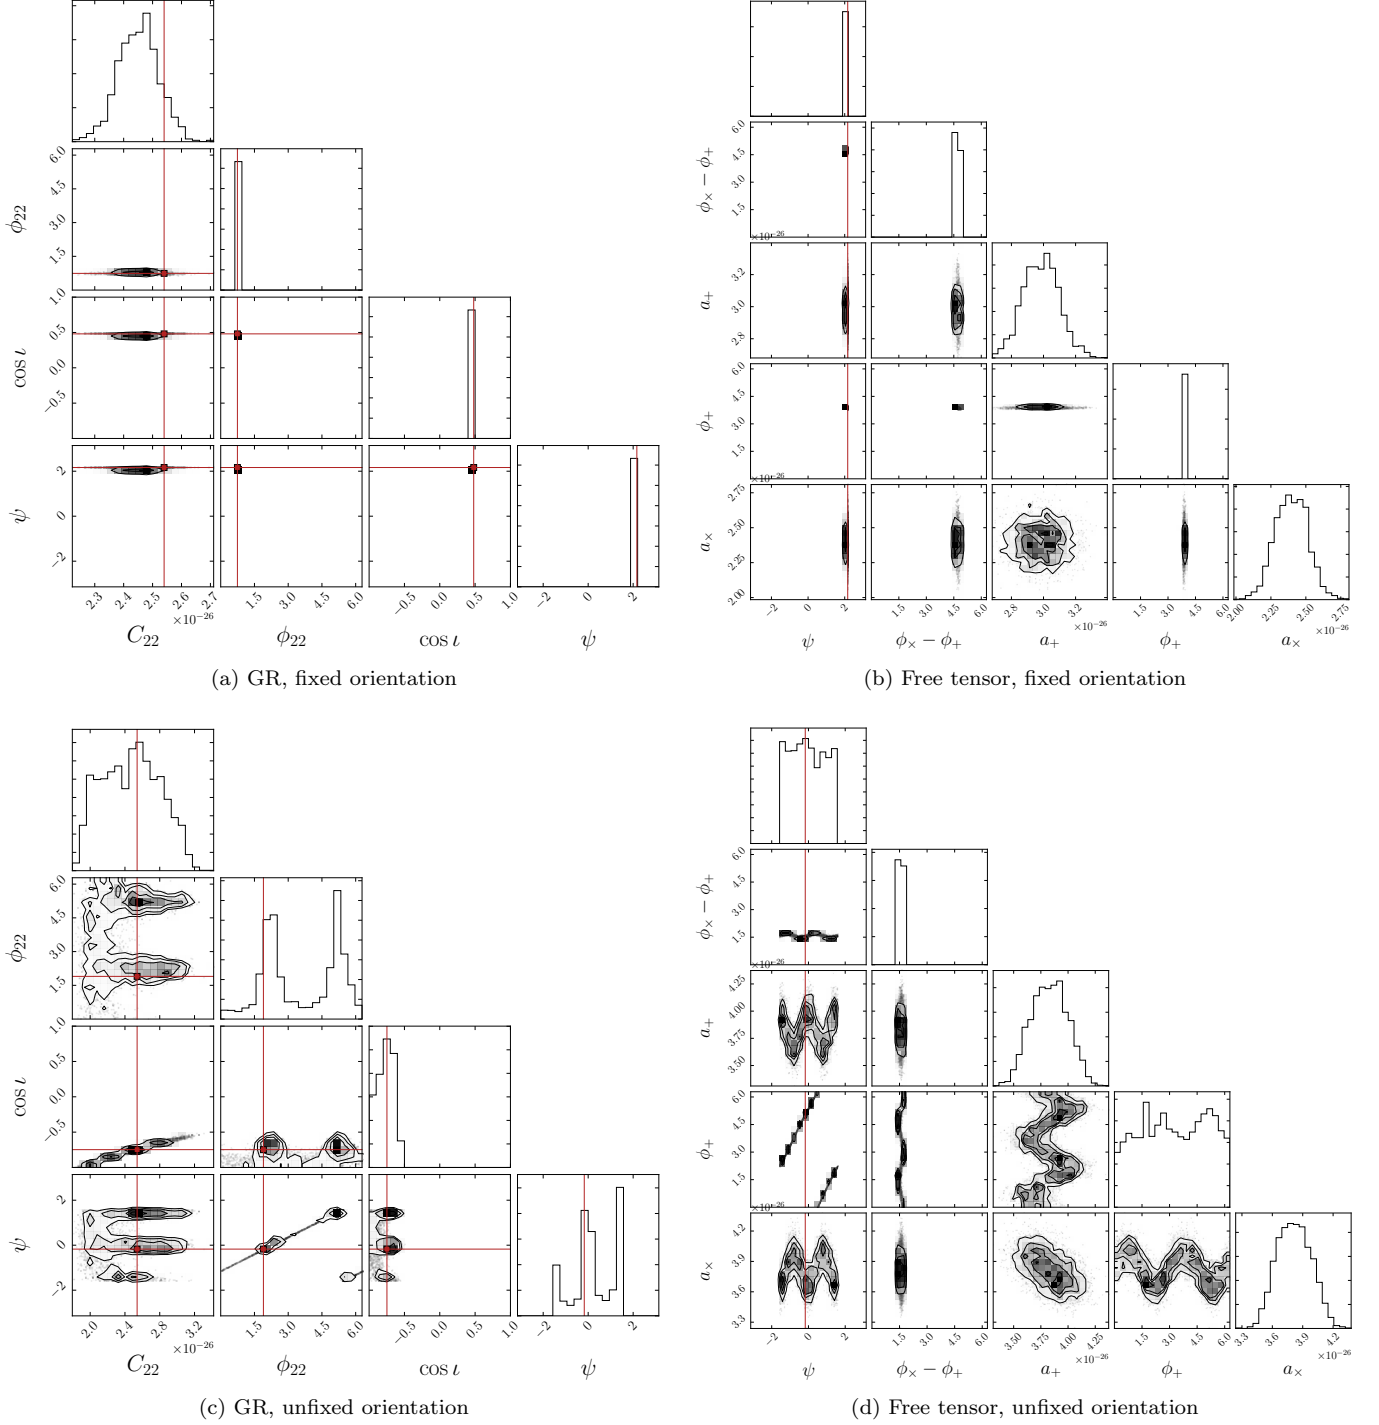 ϕ22
6.0
4.5
3.0
1.5
1.0
cos ι
0.5
0.0
−0.5
ψ
2
0
−2
2.3 2.4 2.5 2.6 2.7
×10−26
C22
1.5 3.0 4.5 6.0
ϕ22
−0.5 0.0 0.5 1.0
cos ι
−2 0 2
ψ
(a) GR, fixed orientation
ϕ× − ϕ+
6.0
4.5
3.0
1.5
×10−26
a+
3.2
3.0
2.8
ϕ+
6.0
4.5
3.0
1.5
×10−26
a×
2.75
2.50
2.25
2.00
−2 0 2
ψ
1.5 3.0 4.5 6.0
ϕ× − ϕ+
2.8 3.0 3.2
×10−26
a+
1.5 3.0 4.5 6.0
ϕ+
2.00 2.25 2.50 2.75
×10−26
a×
(b) Free tensor, fixed orientation
ϕ22
6.0
4.5
3.0
1.5
1.0
cos ι
0.5
0.0
−0.5
ψ
2
0
−2
2.0 2.4 2.8 3.2
×10−26
C22
1.5 3.0 4.5 6.0
ϕ22
−0.5 0.0 0.5 1.0
cos ι
−2 0 2
ψ
(c) GR, unfixed orientation
ϕ× − ϕ+
6.0
4.5
3.0
1.5
×10−26
a+
4.25
4.00
3.75
3.50
ϕ+
6.0
4.5
3.0
1.5
×10−26
a×
4.2
3.9
3.6
3.3
−2 0 2
ψ
1.5 3.0 4.5 6.0
ϕ× − ϕ+
3.50 3.75 4.00 4.25
×10−26
a+
1.5 3.0 4.5 6.0
ϕ+
3.3 3.6 3.9 4.2
×10−26
a×
(d) Free tensor, unfixed orientation